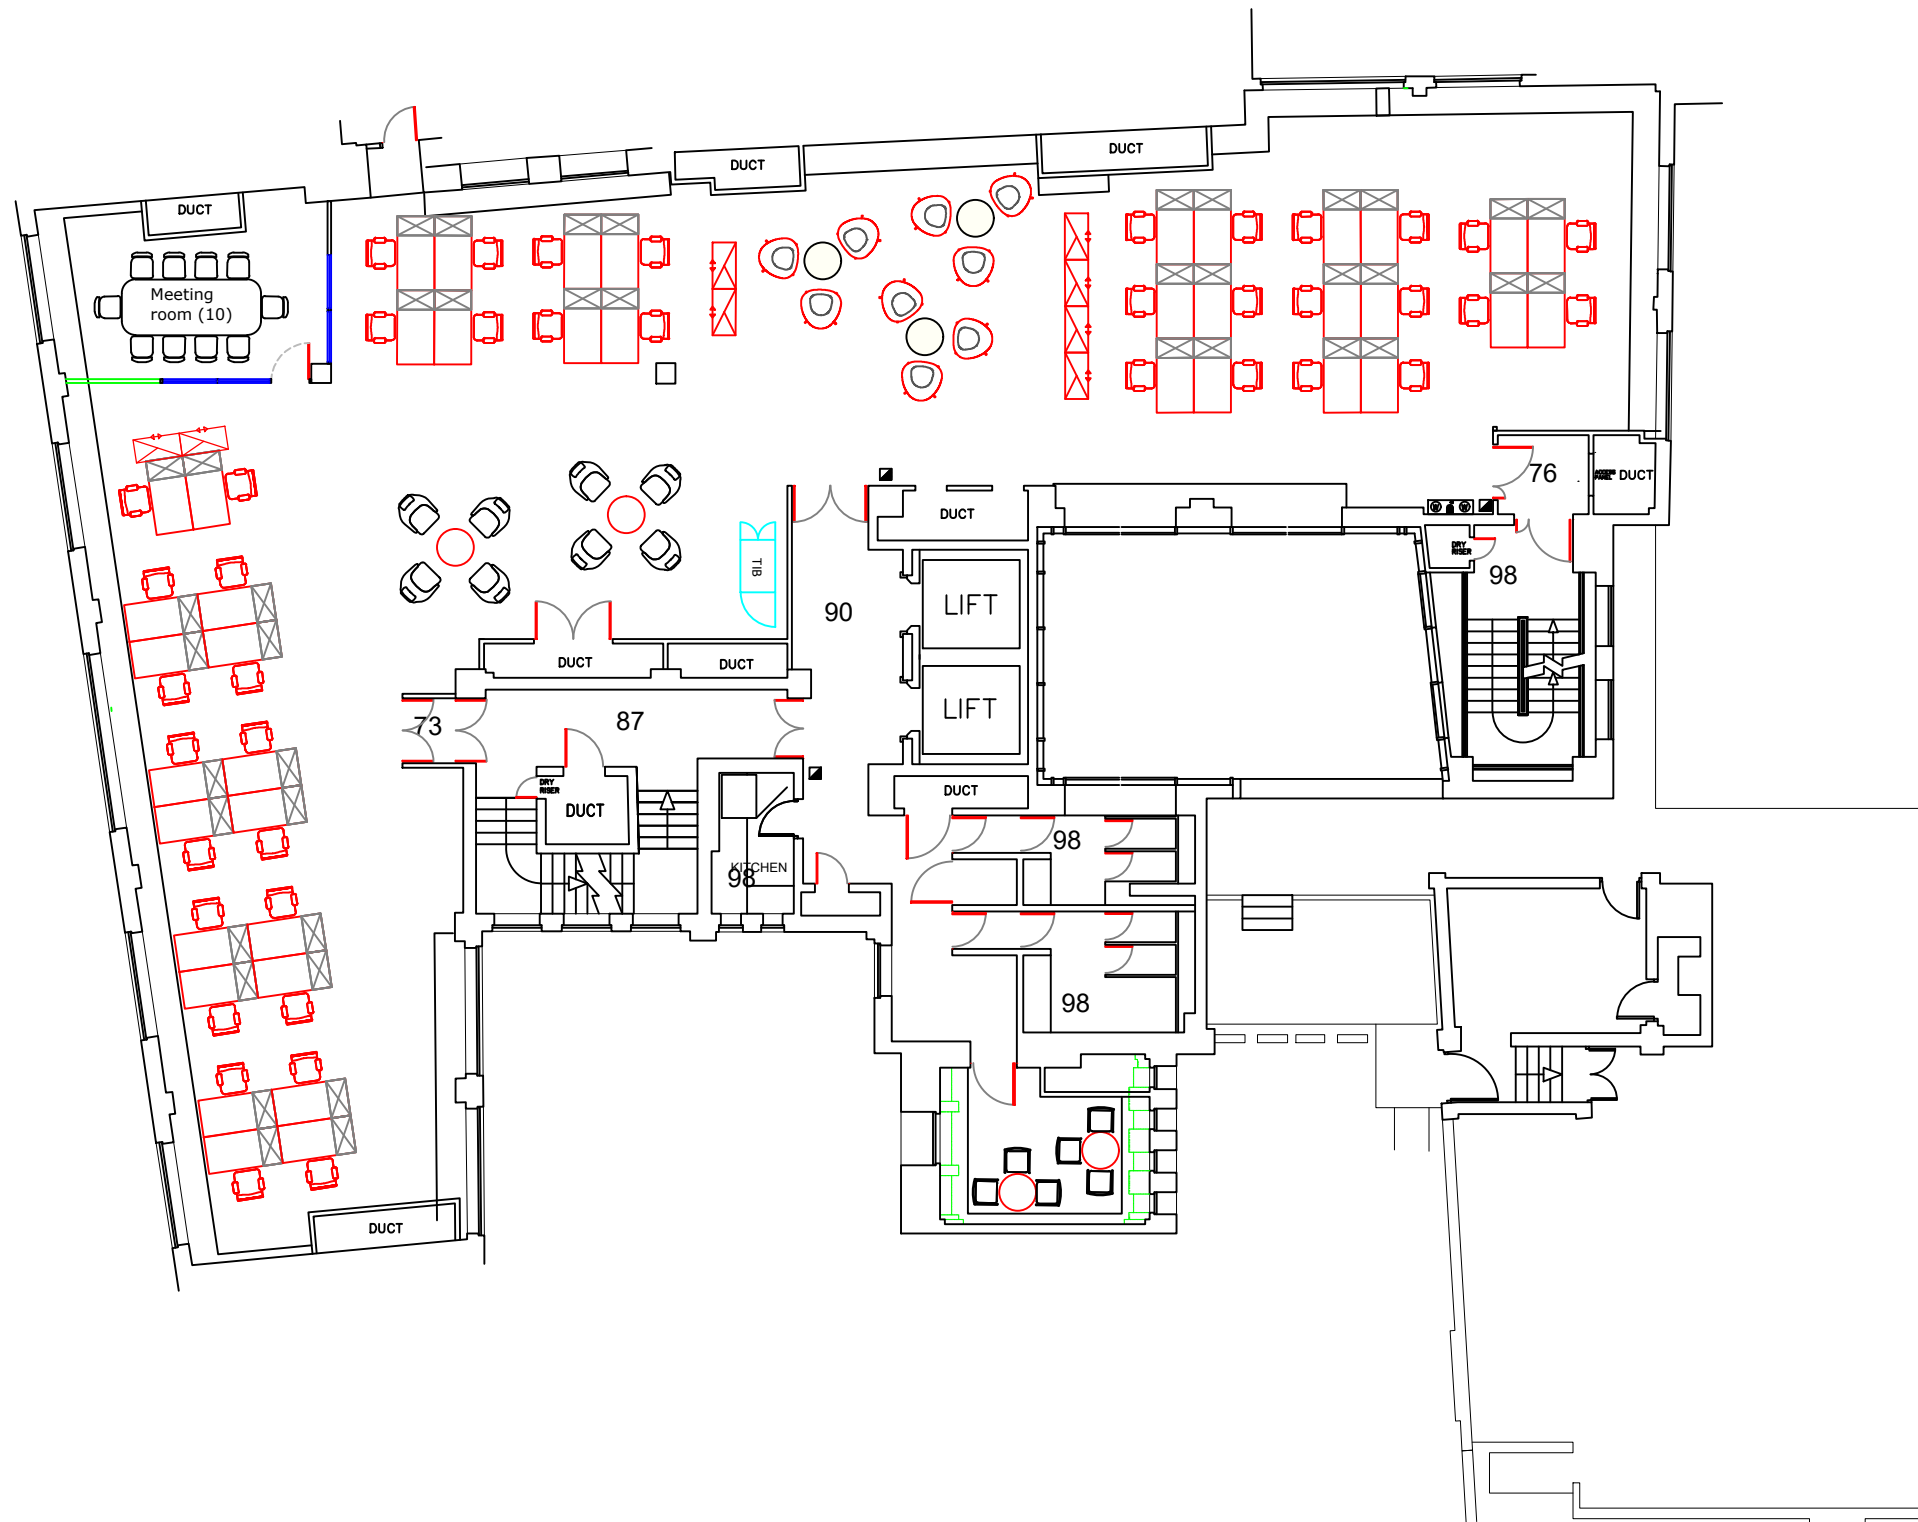 DUCT
DUCT
DUCT
Meeting
room (10)
76
DUCT
DUCT
DRY
RISER
98
TIB
90
LIFT
DUCT
DUCT
LIFT
73
87
DRY
RISER
DUCT
DUCT
98
KITCHEN
98
98
DUCT